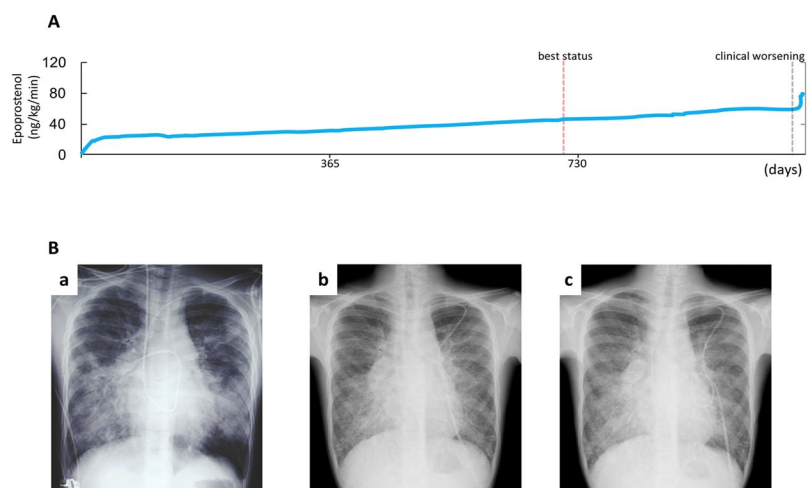 A
Epoprostenol
(ng/kg/min)
120
80
40
0
best status
clinical worsening
365
730
(days)
B
a
b
c